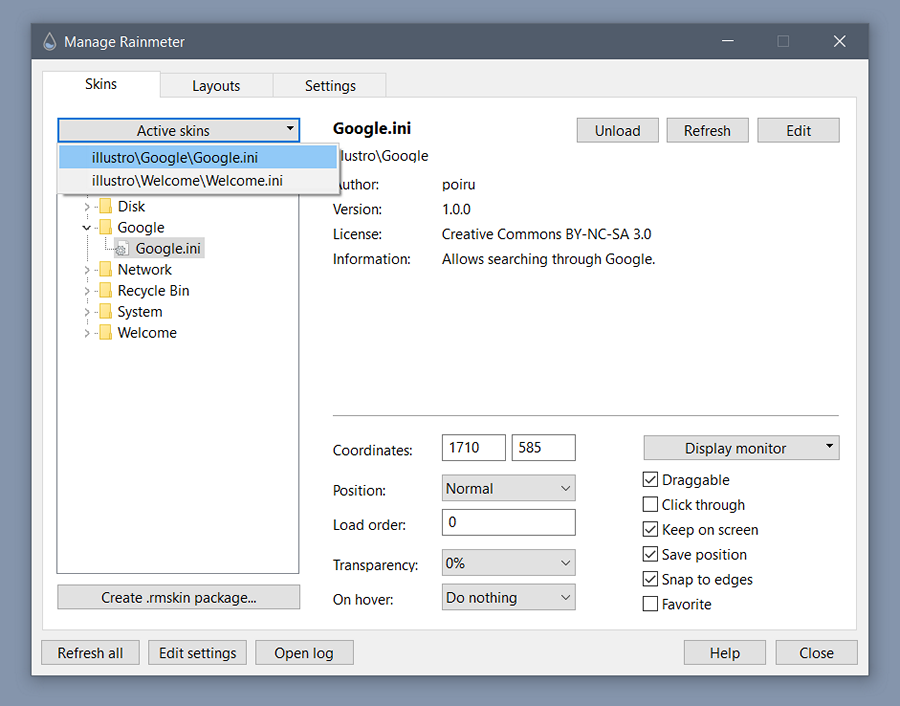 Manage Rainmeter
Skins
Layouts
Settings
Active skins
illustro\Google\Google.ini
illustro\Welcome\Welcome.ini
Disk
Google
Google.ini
Network
Recycle Bin
System
Welcome
Create .rmskin package...
Google.ini
Unload
Refresh
Edit
llustro\Google
Author:
poiru
Version:
1.0.0
License:
Creative Commons BY-NC-SA 3.0
Information:
Allows searching through Google.
Coordinates:
1710
585
Position:
Normal
Load order:
0
Transparency:
0%
On hover:
Do nothing
Display monitor
Draggable
Click through
Keep on screen
Save position
Snap to edges
Favorite
Refresh all
Edit settings
Open log
Help
Close